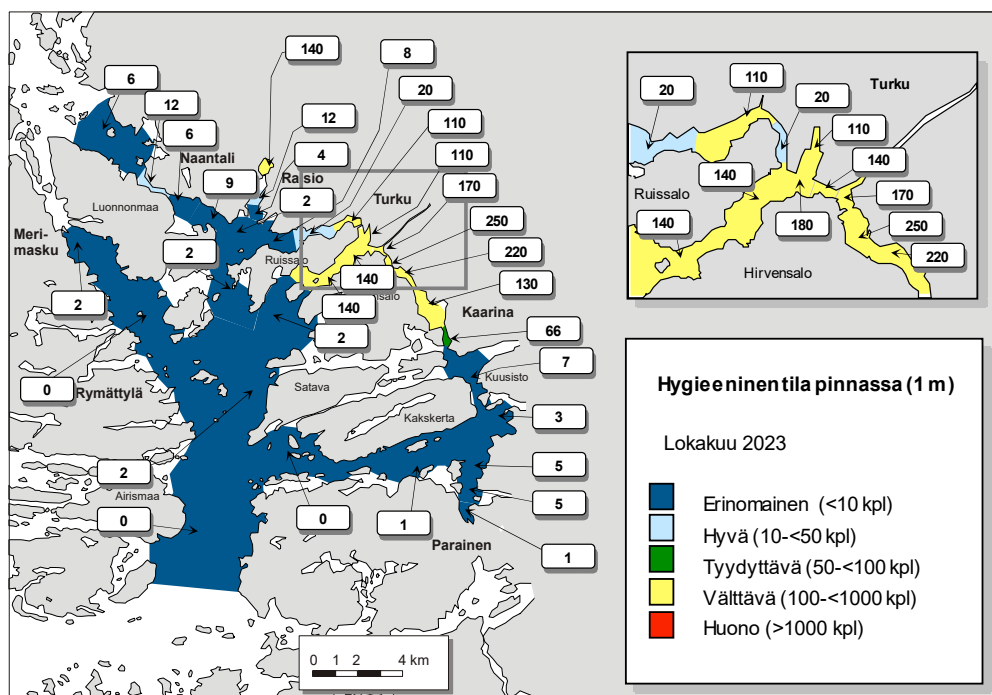 140
8
6
20
12
12
110
6
Naantali
4
110
Raisio
9
2
170
Turku
Luonnonmaa
250
Meri-
masku
2
Ruissalo
220
140
salo
130
2
140
Kaarina
2
66
0
Rymättylä
Satava
7
Kuusisto
Kakskerta
3
2
5
Airismaa
0
0
1
5
Parainen
1
0 1 2 4 km
110
Turku
20
20
110
140
140
Ruissalo
170
140
180
250
Hirvensalo
220
Hygieeninen tila pinnassa (1 m)
Lokakuu 2023
Erinomainen (<10 kpl)
Hyvä (10-<50 kpl)
Tyydyttävä (50-<100 kpl)
Välttävä (100-<1000 kpl)
Huono (>1000 kpl)